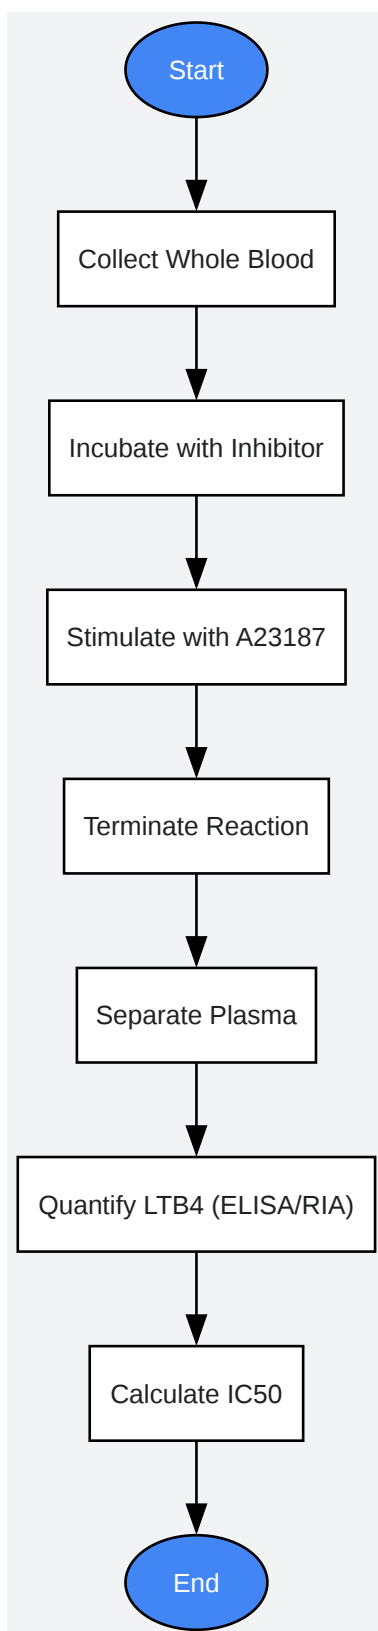 Start
Collect Whole Blood
Incubate with Inhibitor
Stimulate with A23187
Terminate Reaction
Separate Plasma
Quantify LTB4 (ELISA/RIA)
Calculate IC50
End